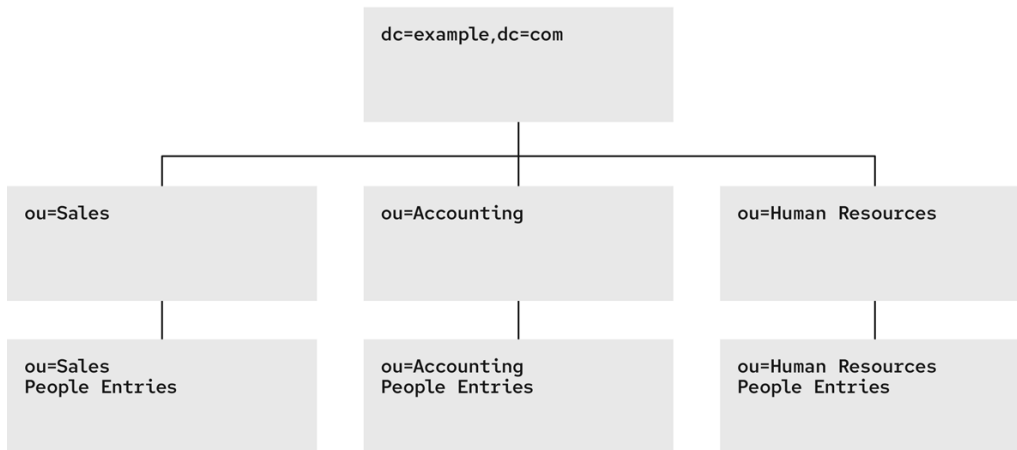 dc=example,dc=com
ou=Sales
ou=Accounting
ou=Human Resources
ou=Sales
People Entries
ou=Accounting
People Entries
ou=Human Resources
People Entries